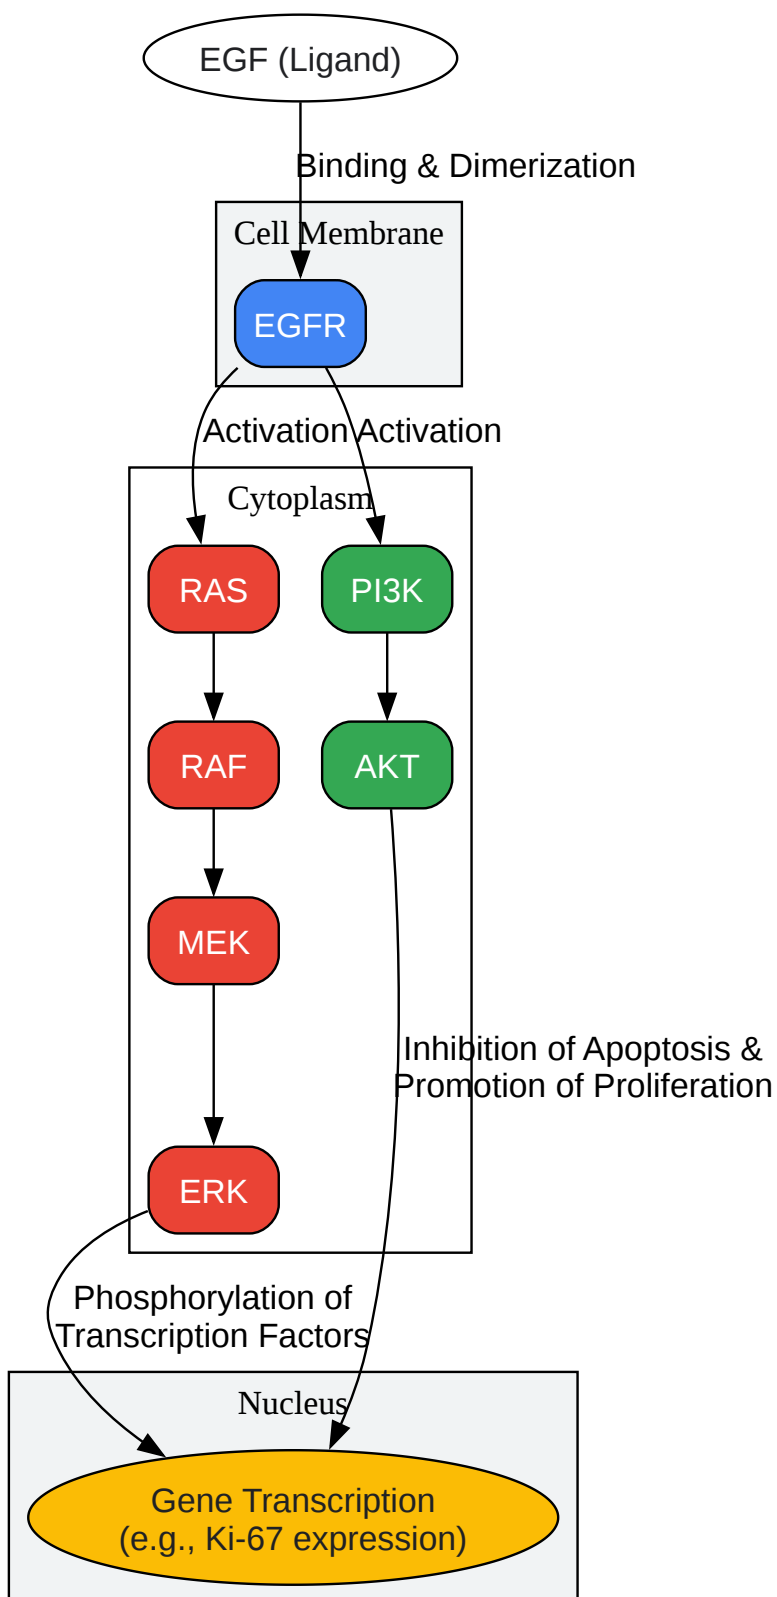 EGF (Ligand)
Binding & Dimerization
Cell Membrane
EGFR
Activation
Activation
Cytoplasm
RAS
PI3K
RAF
AKT
MEK
Inhibition of Apoptosis &
Promotion of Proliferation
ERK
Phosphorylation of
Transcription Factors
Nucleus
Gene Transcription
(e.g., Ki-67 expression)